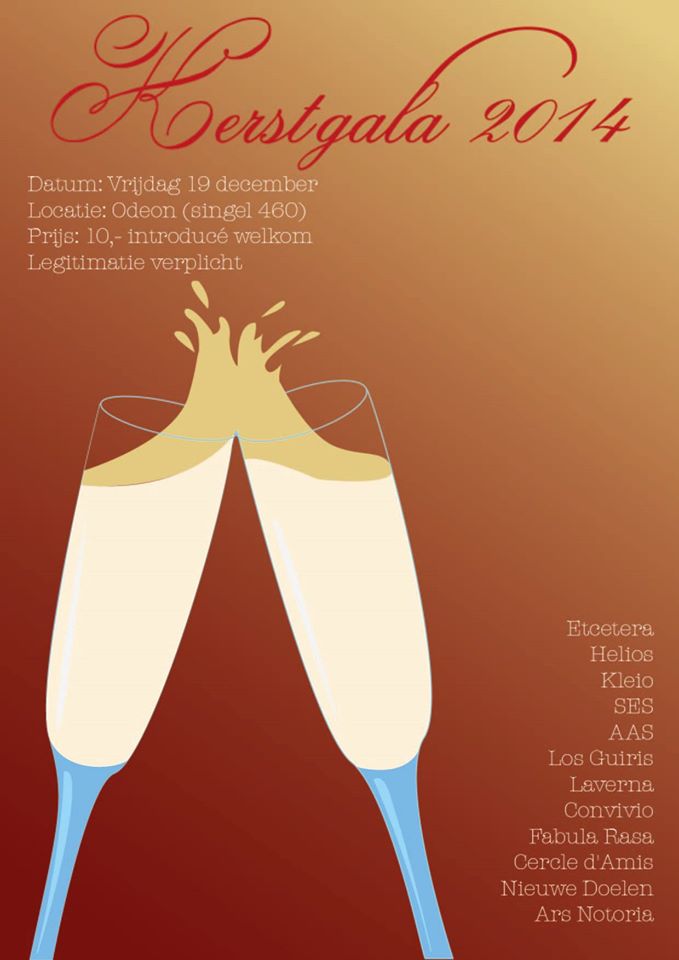 Kerstgala 2014
Datum: Vrijdag 19 december
Locatie: Odeon (singel 460)
Prijs: 10,- introducé welkom
Legitimatie verplicht
Etcetera
Helios
Kleio
SES
AAS
Los Guiris
Laverna
Convivio
Fabula Rasa
Cercle d'Amis
Nieuwe Doelen
Ars Notoria